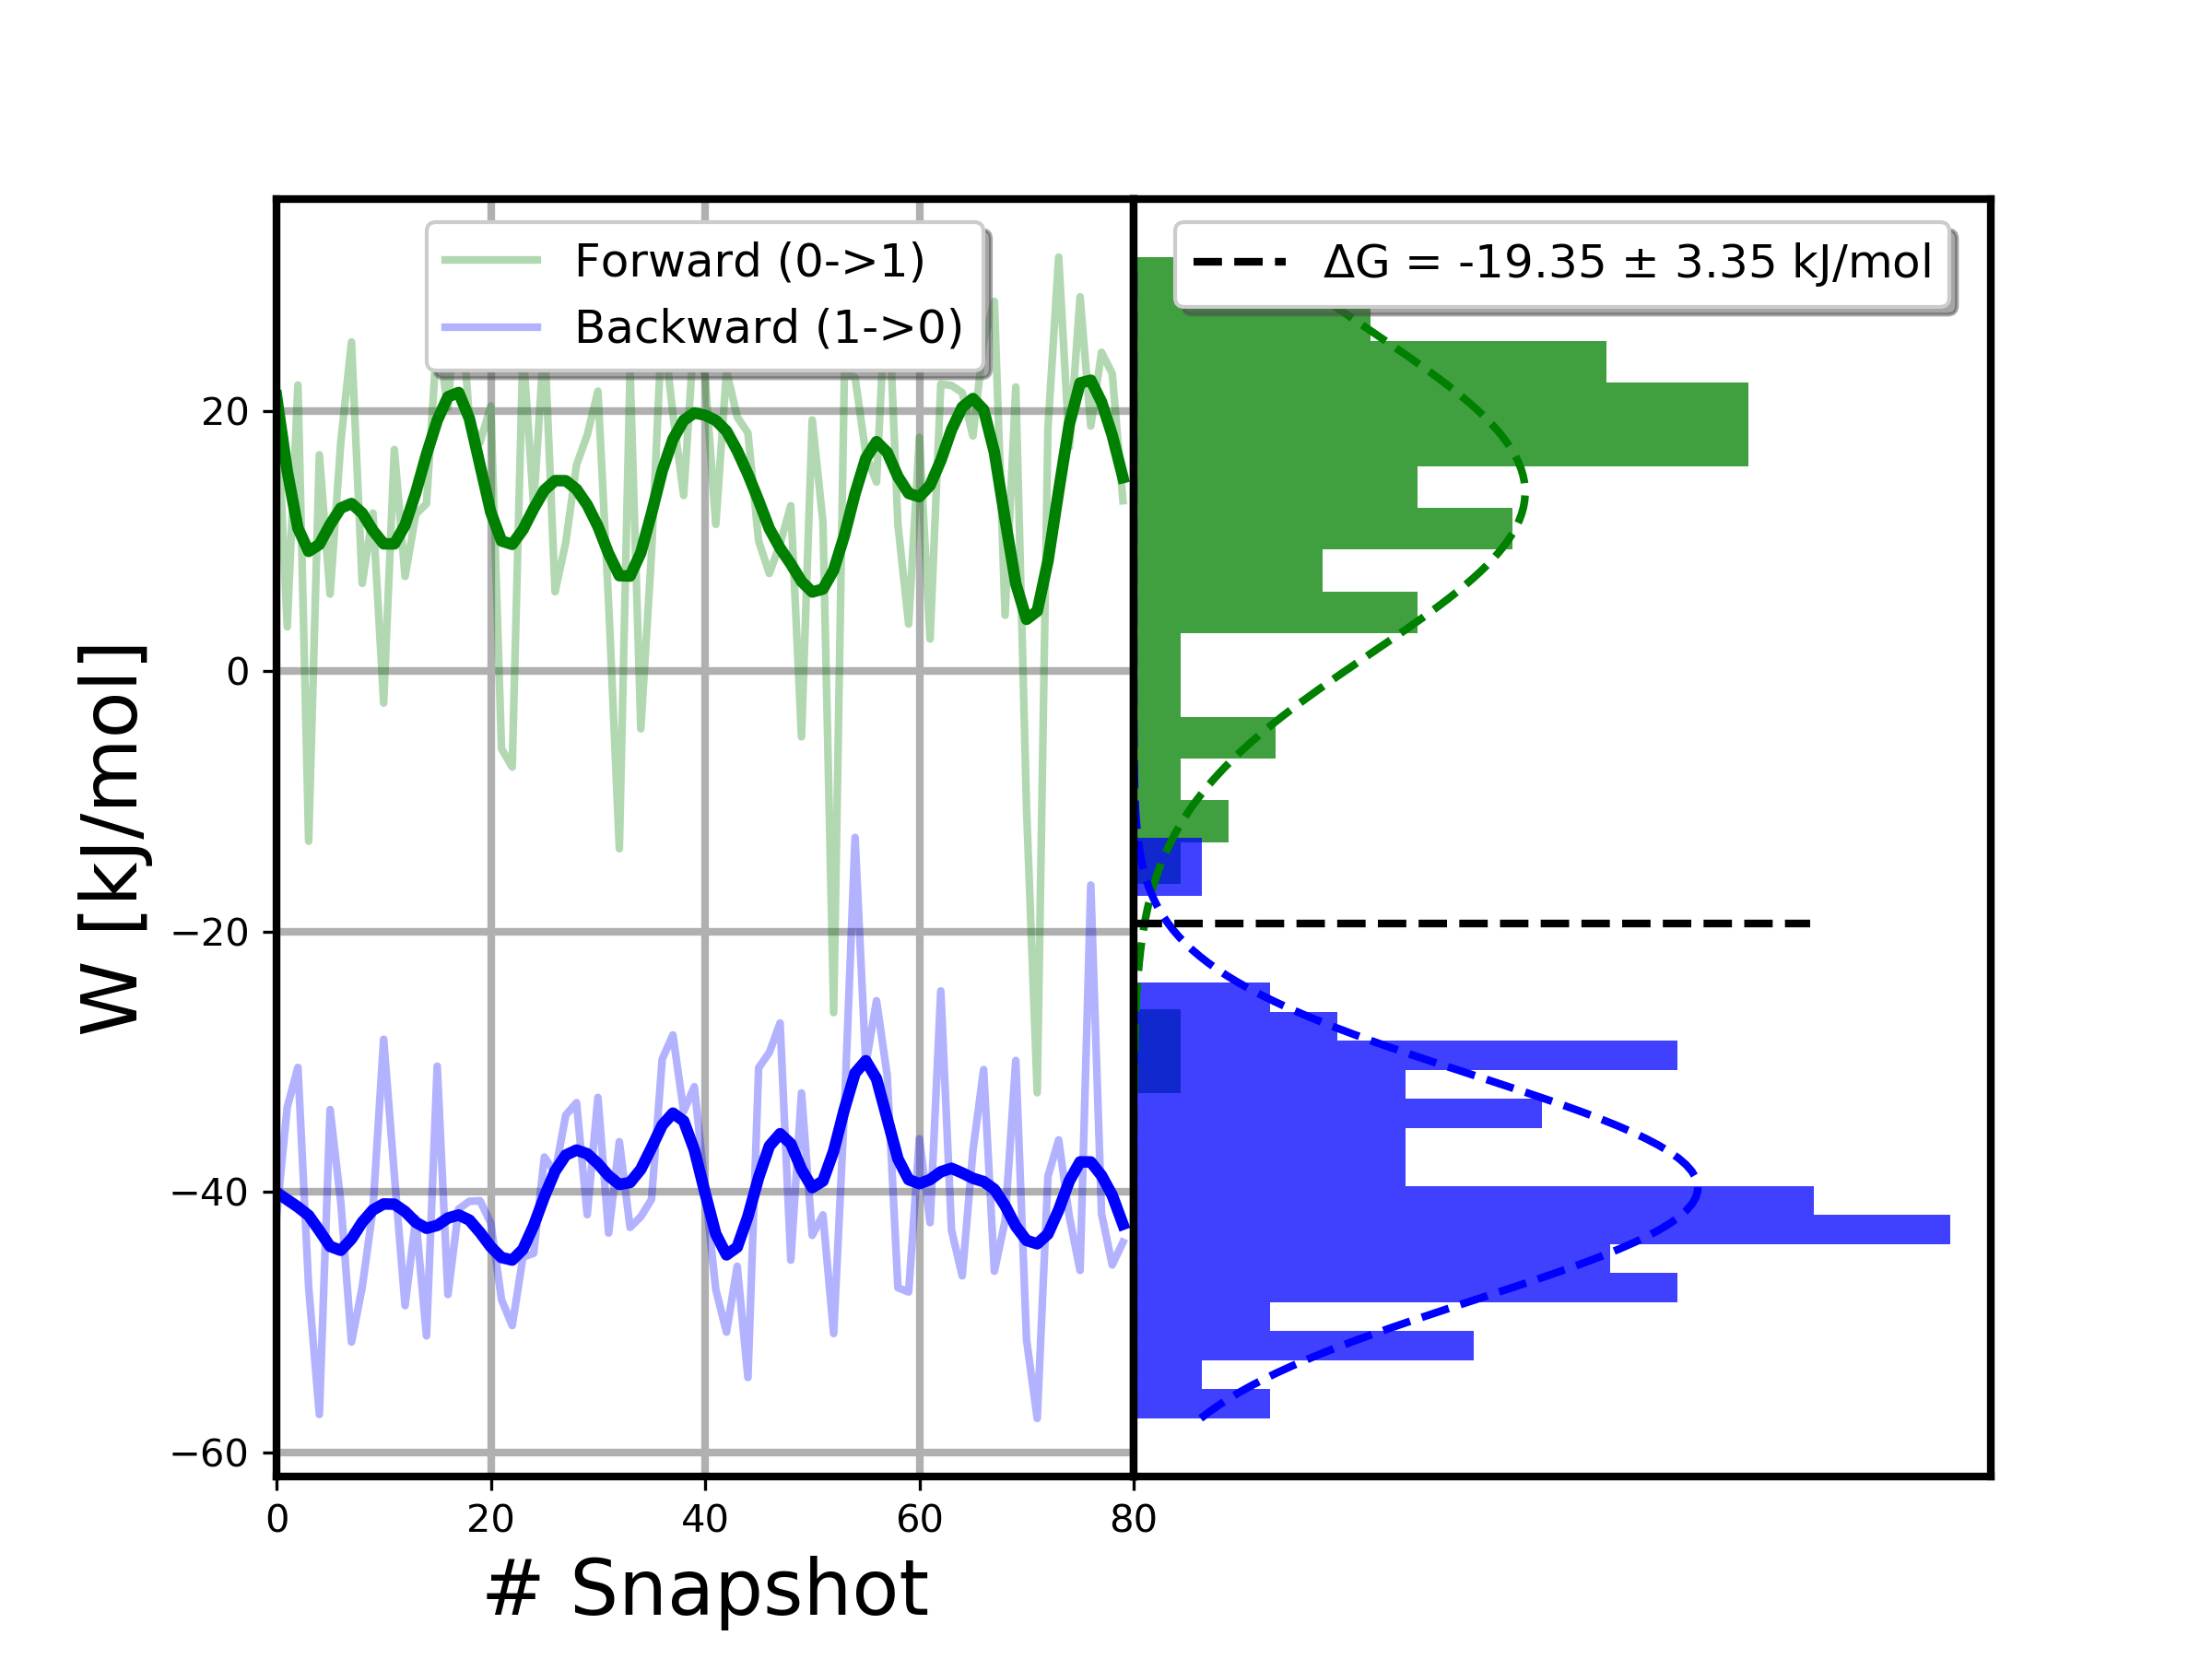 Forward (0->1)
Backward (1->0)
ΔG = -19.35 ± 3.35 kJ/mol
W [kJ/mol]
20
0
−20
−40
−60
0 20 40 60 80
# Snapshot